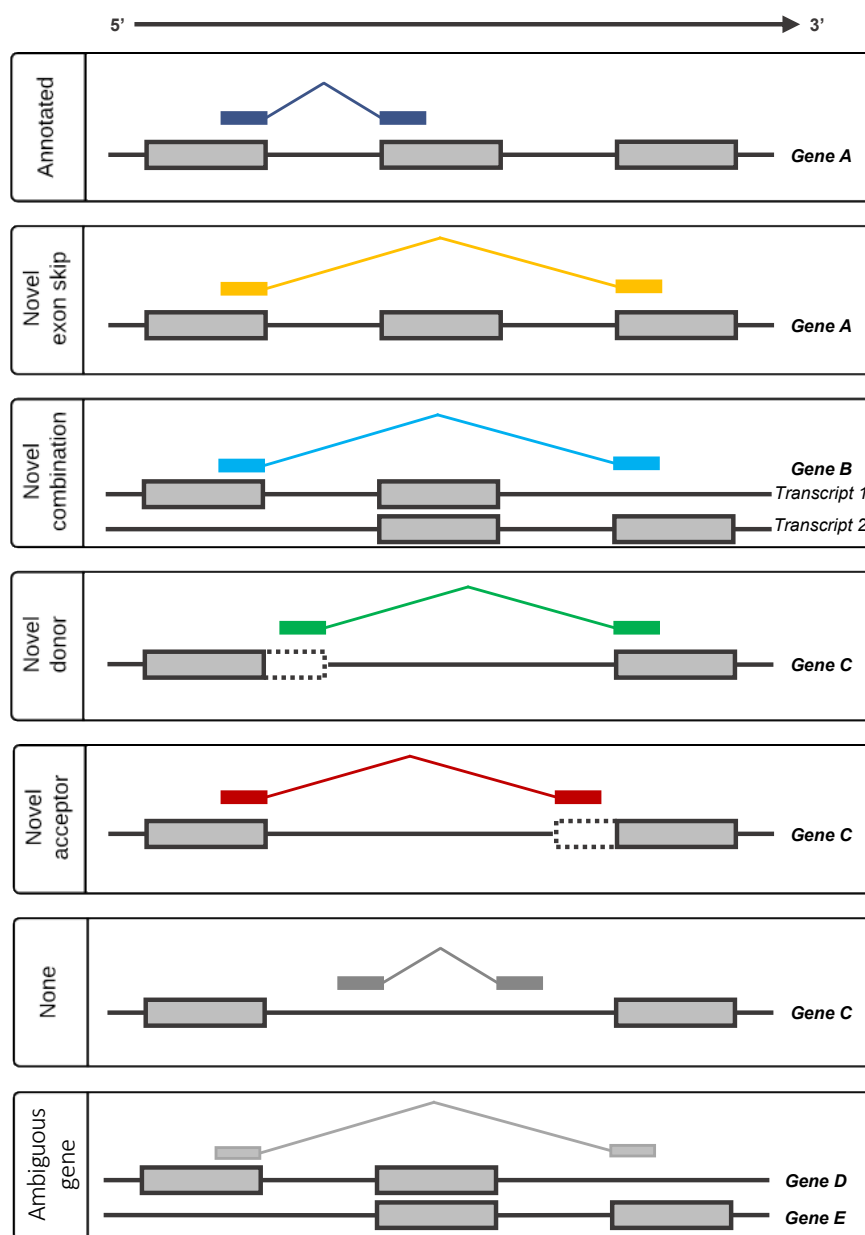 5’ 3’
Annotated
Gene A
Novel
exon skip
Gene A
Novel
combination
Gene B
Transcript 1
Transcript 2
Novel
donor
Gene C
Novel
acceptor
Gene C
None
Gene C
Ambiguous
gene
Gene D
Gene E